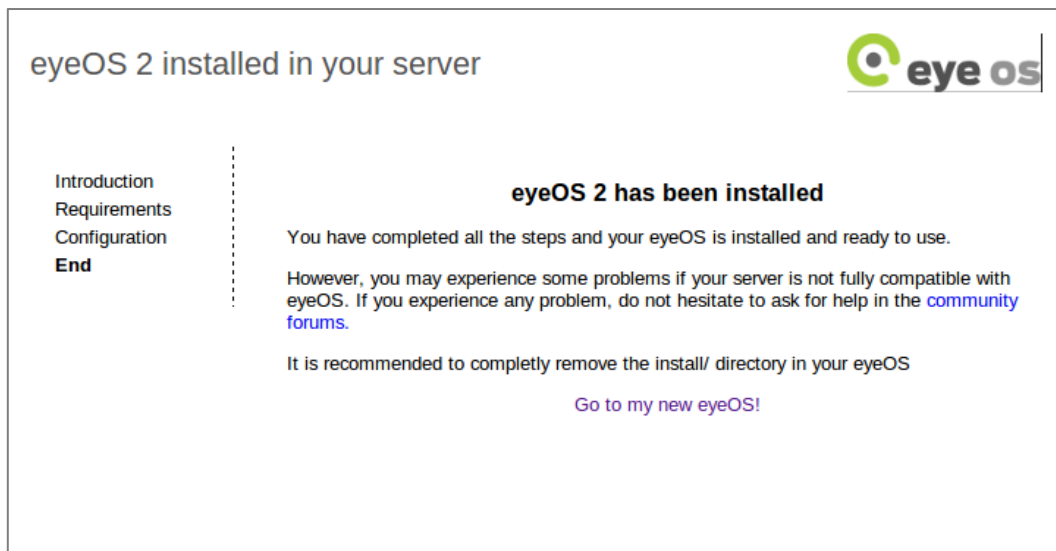 eyeOS 2 installed in your server
eye os
Introduction
Requirements
Configuration
End
eyeOS 2 has been installed
You have completed all the steps and your eyeOS is installed and ready to use.
However, you may experience some problems if your server is not fully compatible with
eyeOS. If you experience any problem, do not hesitate to ask for help in the community
forums.
It is recommended to completly remove the install/ directory in your eyeOS
Go to my new eyeOS!